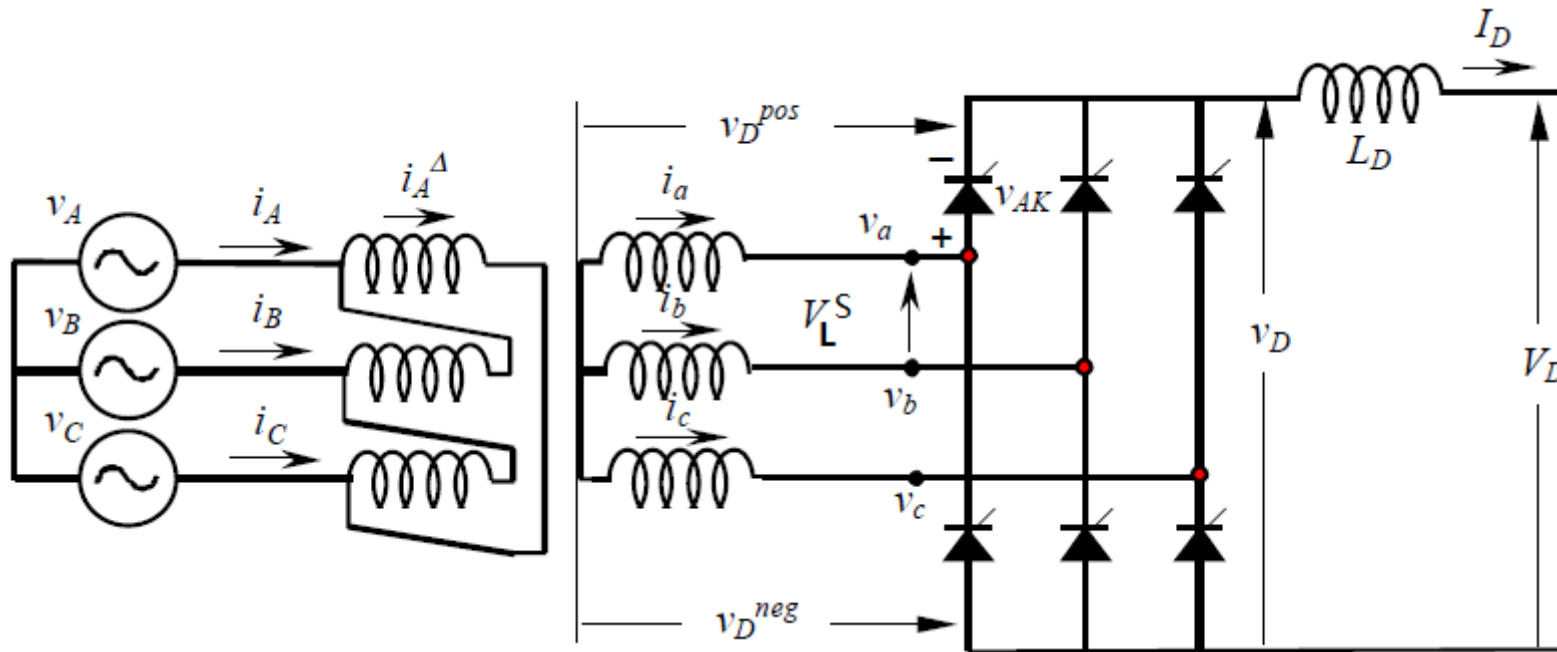 I_D
v_D^pos
L_D
i_A^Δ
i_a
v_A
i_A
v_AK
−
+
v_a
i_b
v_B
i_B
V_L^S
v_D
V_D
v_b
i_c
v_C
i_C
v_c
v_D^neg